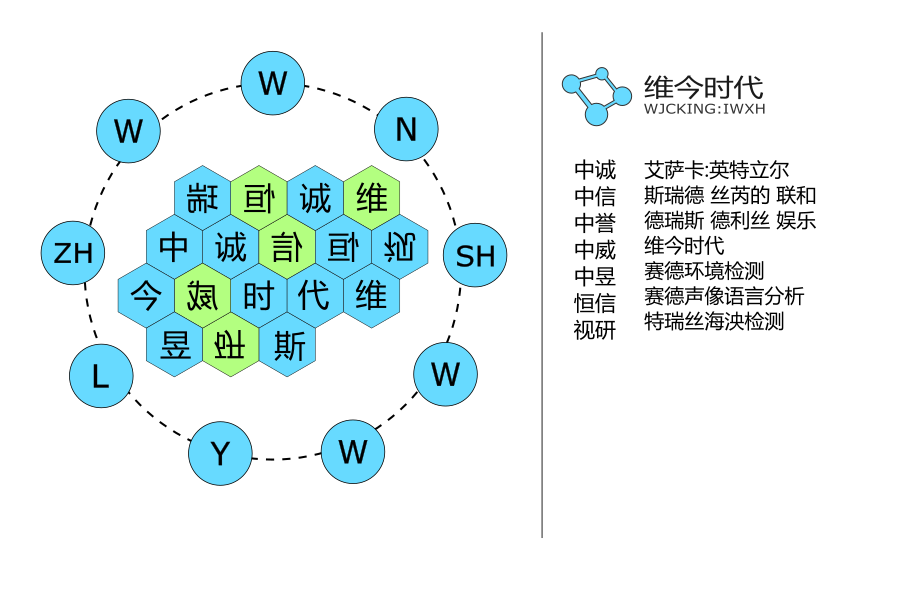 W
W
N
ZH
SH
L
W
Y
W
瑞 恒 诚 维
中 诚 信 恒 视
今 威 时 代 维
昱 研 斯
维今时代
WJCKING:IWXH
中诚
中信
中誉
中威
中昱
恒信
视研
艾萨卡:英特立尔
斯瑞德 丝芮的 联和
德瑞斯 德利丝 娱乐
维今时代
赛德环境检测
赛德声像语言分析
特瑞丝海泱检测